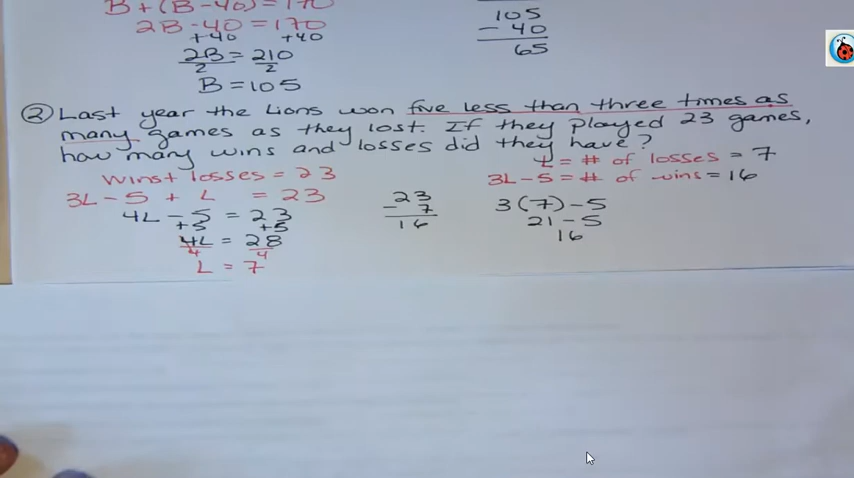 B + (B - 40) = 170
2B - 40 = 170
+40 +40
2B = 210
2 2
B = 105
105
- 40
65
② Last year the Lions won five less than three times as
many games as they lost. If they played 23 games,
how many wins and losses did they have?
L = # of losses = 7
wins + losses = 23
3L - 5 = # of wins = 16
3L - 5 + L = 23
4L - 5 = 23
+5 +5
4L = 28
4 4
L = 7
23
- 7
16
3(7) - 5
21 - 5
16